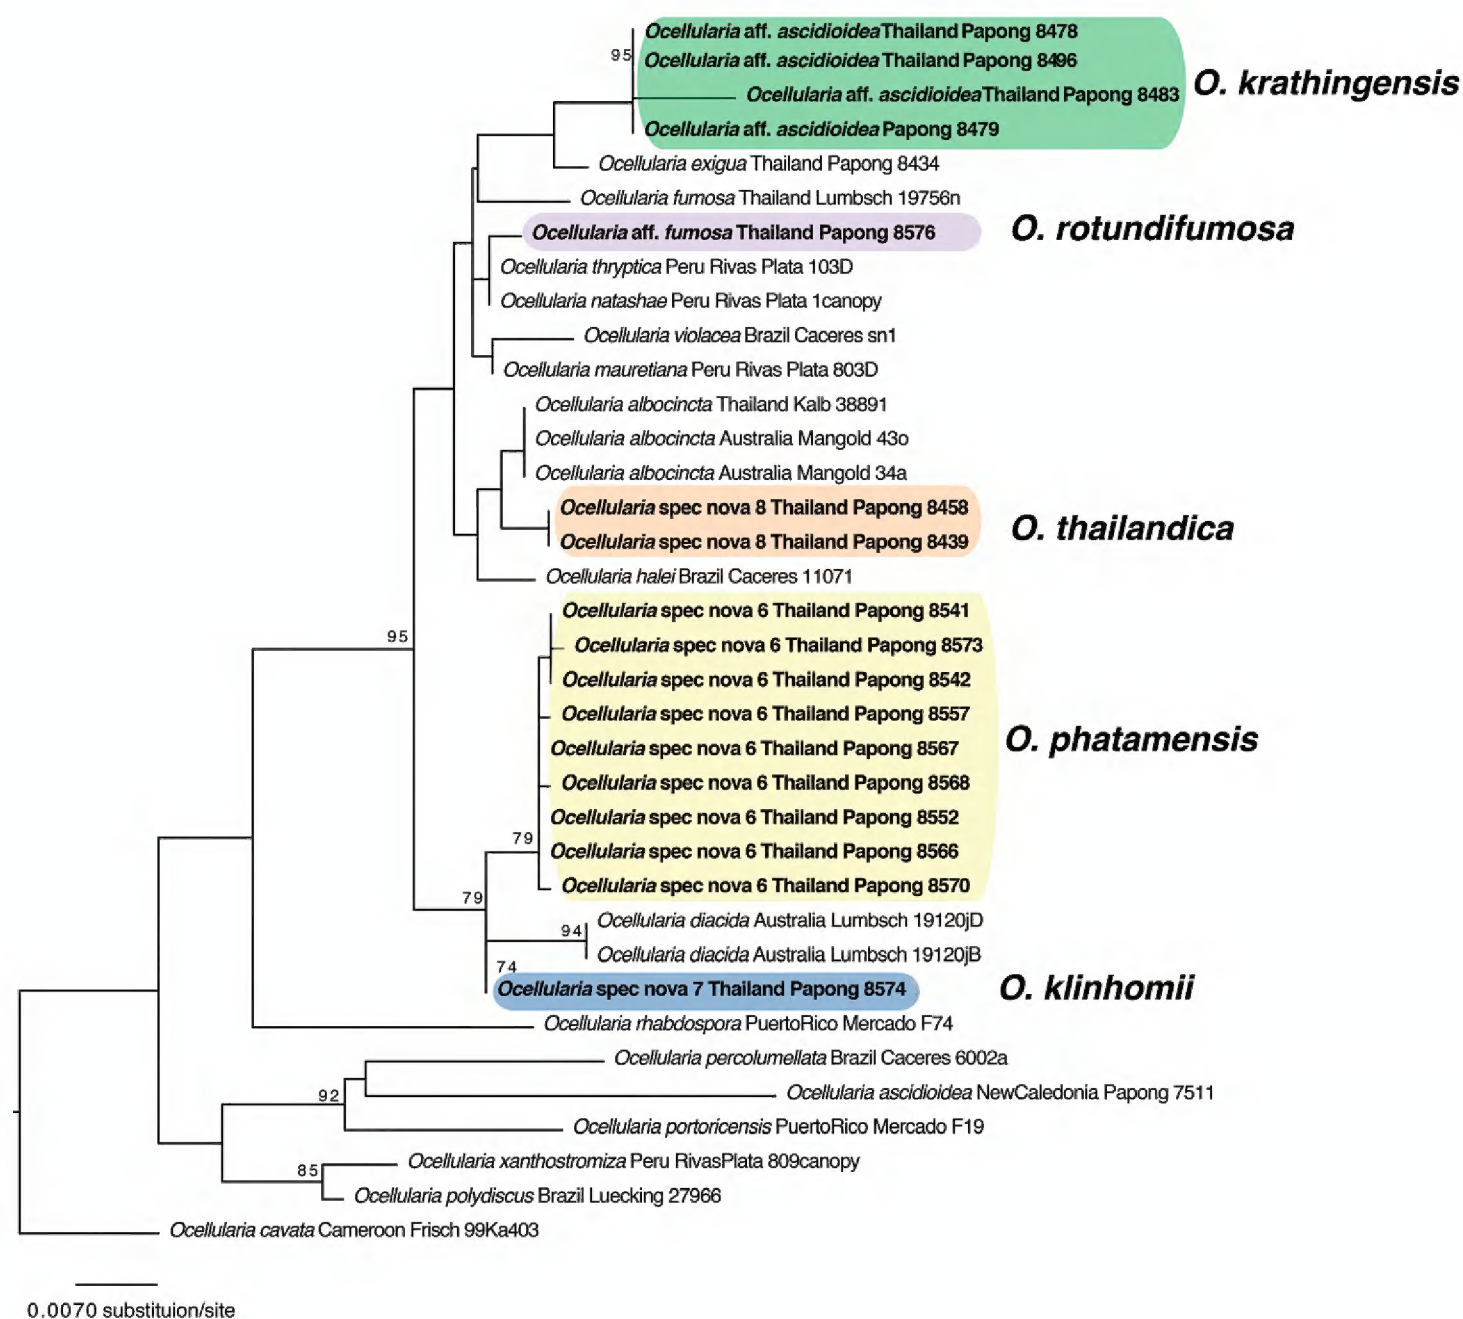 Ocellularia aff. ascidioidea Thailand Papong 8478
95
Ocellularia aff. ascidioidea Thailand Papong 8496
O. krathingensis
Ocellularia aff. ascidioidea Thailand Papong 8483
Ocellularia aff. ascidioidea Papong 8479
Ocellularia exigua Thailand Papong 8434
Ocellularia fumosa Thailand Lumbsch 19756n
Ocellularia aff. fumosa Thailand Papong 8576
O. rotundifumosa
Ocellularia thryptica Peru Rivas Plata 103D
Ocellularia natashae Peru Rivas Plata 1canopy
Ocellularia violacea Brazil Caceres sn1
Ocellularia mauretiana Peru Rivas Plata 803D
Ocellularia albocincta Thailand Kalb 38891
Ocellularia albocincta Australia Mangold 43o
Ocellularia albocincta Australia Mangold 34a
Ocellularia spec nova 8 Thailand Papong 8458
O. thailandica
Ocellularia spec nova 8 Thailand Papong 8439
Ocellularia halei Brazil Caceres 11071
Ocellularia spec nova 6 Thailand Papong 8541
95
Ocellularia spec nova 6 Thailand Papong 8573
Ocellularia spec nova 6 Thailand Papong 8542
Ocellularia spec nova 6 Thailand Papong 8557
O. phatamensis
Ocellularia spec nova 6 Thailand Papong 8567
Ocellularia spec nova 6 Thailand Papong 8568
Ocellularia spec nova 6 Thailand Papong 8552
79
Ocellularia spec nova 6 Thailand Papong 8566
Ocellularia spec nova 6 Thailand Papong 8570
79
Ocellularia diacida Australia Lumbsch 19120jD
94
Ocellularia diacida Australia Lumbsch 19120jB
74
Ocellularia spec nova 7 Thailand Papong 8574
O. klinhomii
Ocellularia rhabdospora PuertoRico Mercado F74
Ocellularia percolumellata Brazil Caceres 6002a
92
Ocellularia ascidioidea NewCaledonia Papong 7511
Ocellularia portoricensis PuertoRico Mercado F19
Ocellularia xanthostromiza Peru RivasPlata 809canopy
85
Ocellularia polydiscus Brazil Luecking 27966
Ocellularia cavata Cameroon Frisch 99Ka403
0.0070 substituion/site